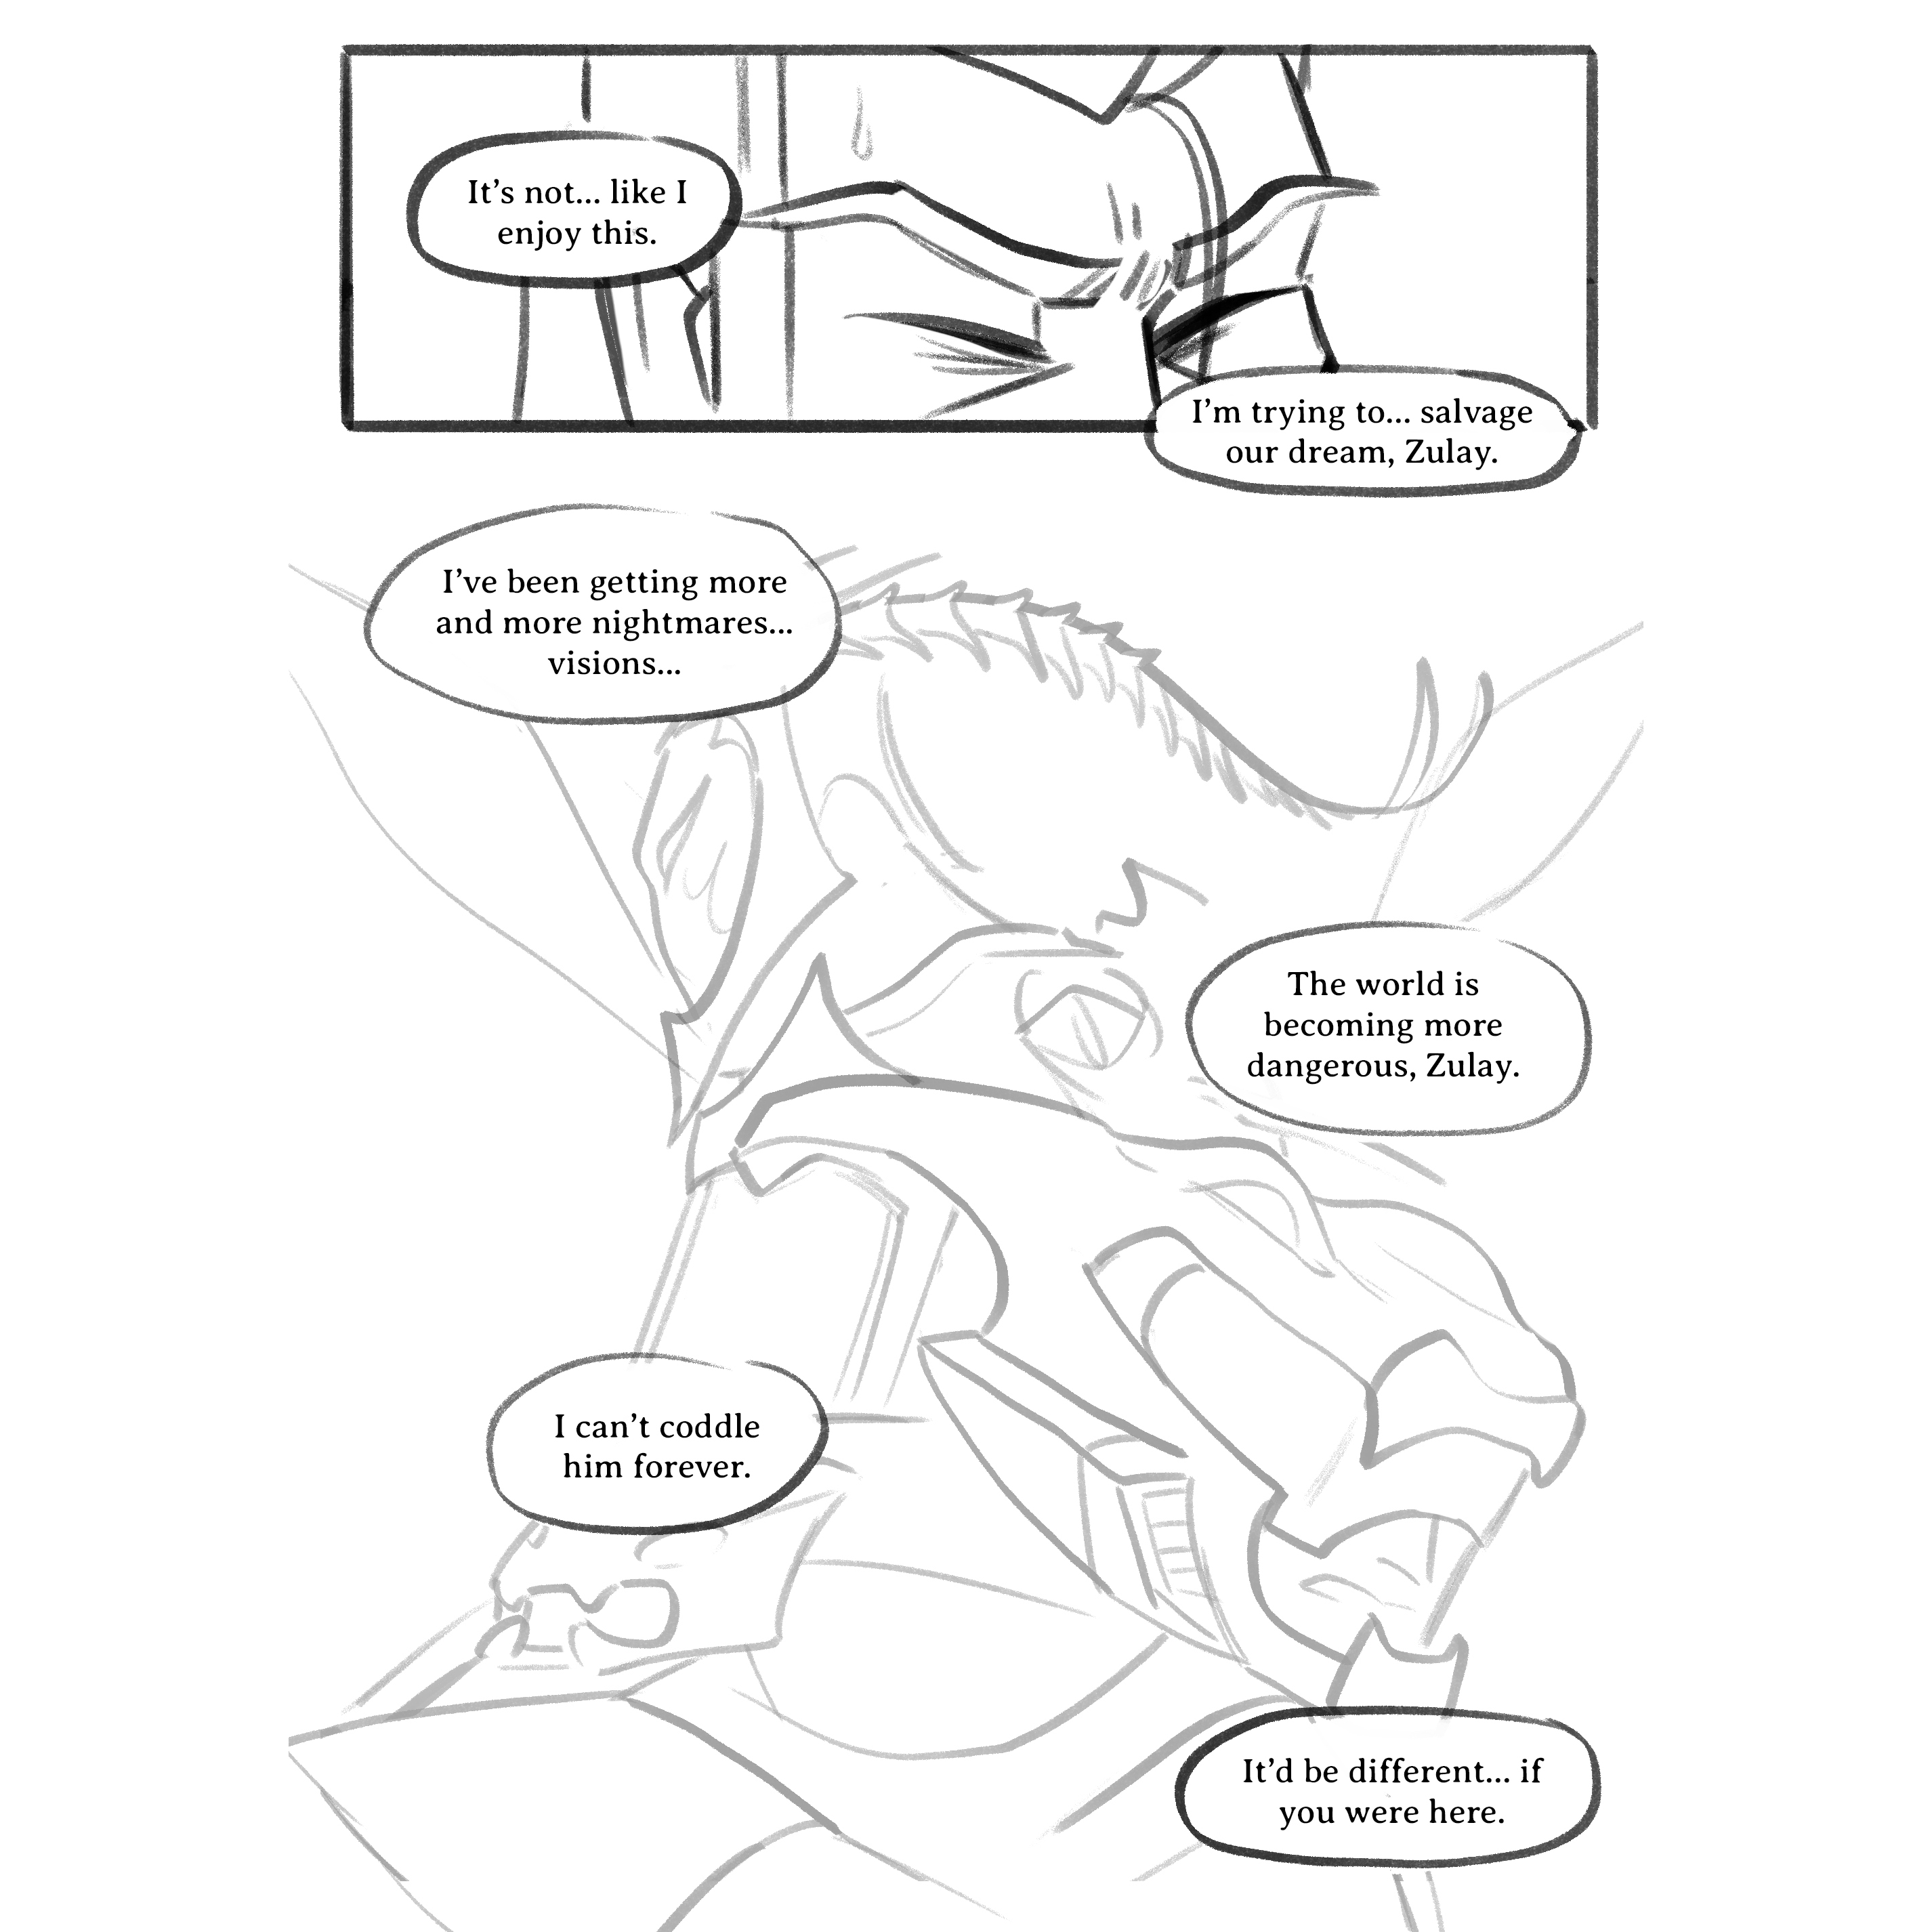 It’s not... like I
enjoy this.
I’m trying to... salvage
our dream, Zulay.
I’ve been getting more
and more nightmares...
visions...
The world is
becoming more
dangerous, Zulay.
I can’t coddle
him forever.
It’d be different... if
you were here.